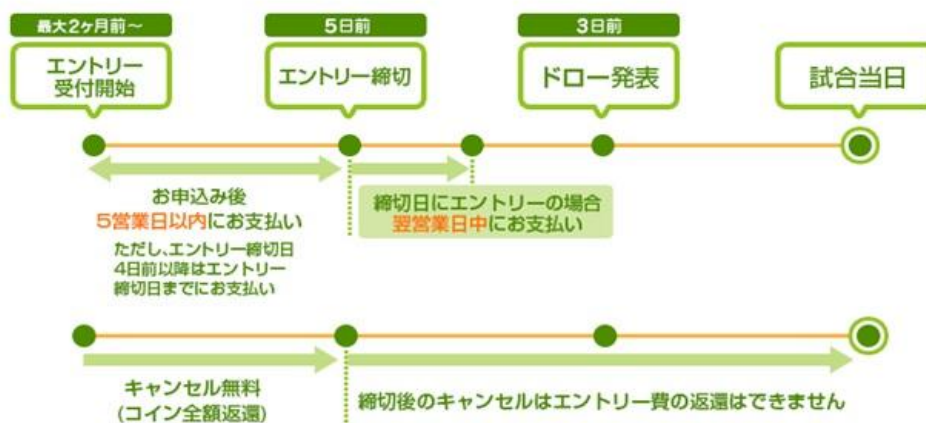 最大2ヶ月前～
エントリー
受付開始
5日前
エントリー締切
3日前
ドロー発表
試合当日
お申込み後
5営業日以内にお支払い
ただし、エントリー締切日
4日前以降はエントリー
締切日までにお支払い
締切日にエントリーの場合
翌営業日中にお支払い
キャンセル無料
(コイン全額返還)
締切後のキャンセルはエントリー費の返還はできません